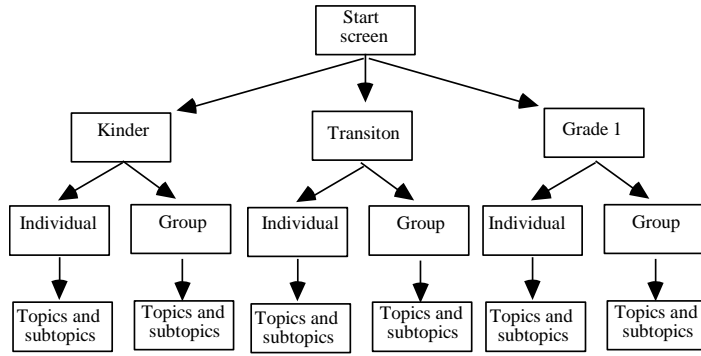 Start
screen
Kinder
Transiton
Grade 1
Individual
Group
Individual
Group
Individual
Group
Topics and
subtopics
Topics and
subtopics
Topics and
subtopics
Topics and
subtopics
Topics and
subtopics
Topics and
subtopics